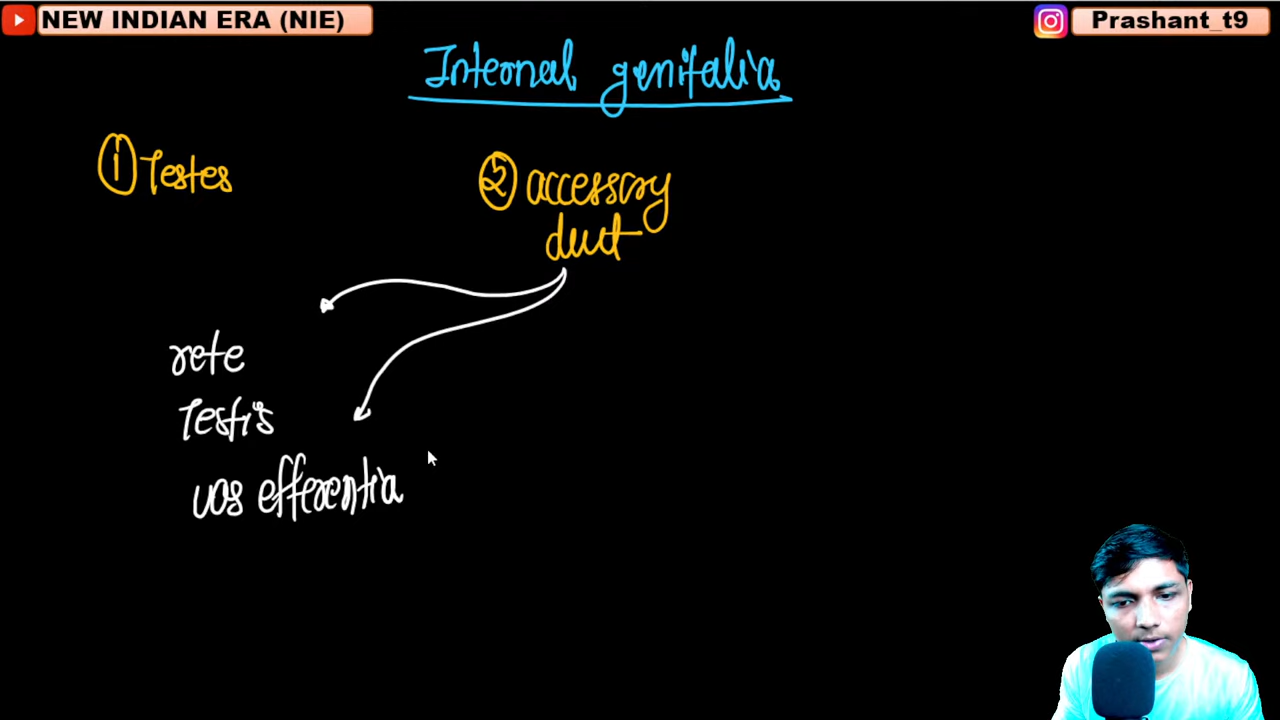 NEW INDIAN ERA (NIE)
Prashant_t9
Internal genitalia
① Testes
② accessory
duct
rete
Testis
vas efferentia